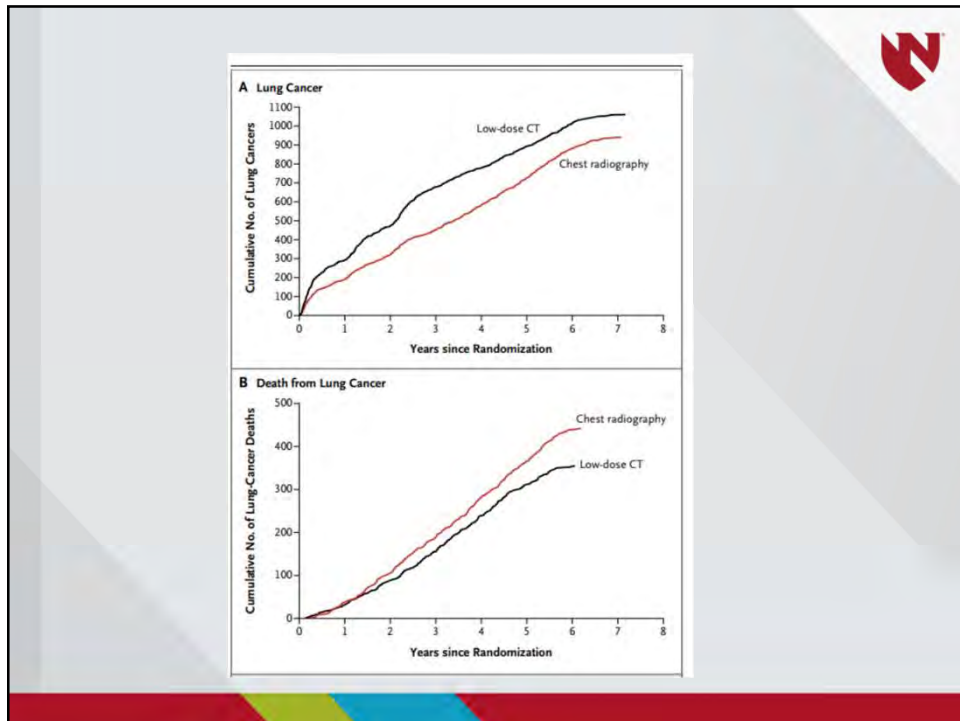 A Lung Cancer
Cumulative No. of Lung Cancers
1100
1000
900
800
700
600
500
400
300
200
100
0
Low-dose CT
Chest radiography
0 1 2 3 4 5 6 7 8
Years since Randomization
B Death from Lung Cancer
Cumulative No. of Lung-Cancer Deaths
500
400
300
200
100
0
Chest radiography
Low-dose CT
0 1 2 3 4 5 6 7 8
Years since Randomization
N